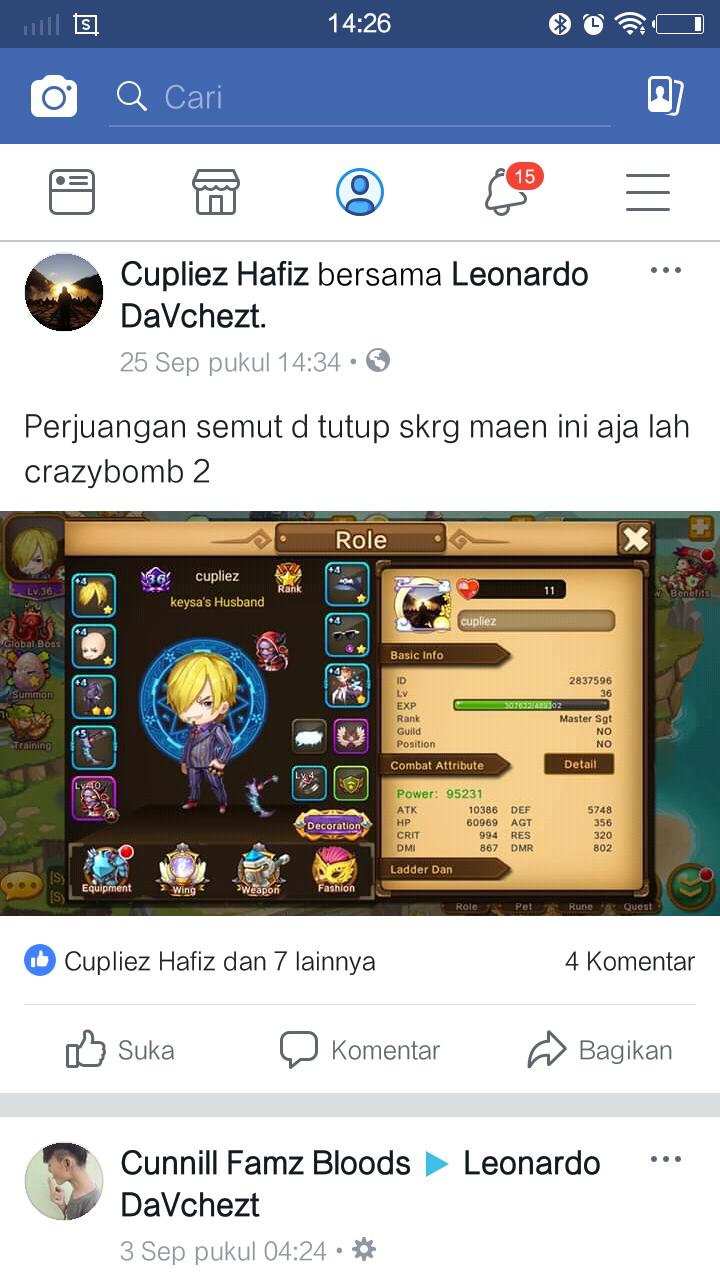 14:26
Cari
15
Cupliez Hafiz bersama Leonardo
DaVchezt.
25 Sep pukul 14:34
Perjuangan semut d tutup skrg maen ini aja lah
crazybomb 2
Role
Lv.36
Global Boss
Summon
Training
+4
+4
+4
+5
Lv.40
36
cupliez
keysa's Husband
Rank
+4
+4
+4
Lv.4
Decoration
Equipment
Wing
Weapon
Fashion
11
cupliez
Basic Info
ID 2837596
Lv 36
EXP 307632/489302
Rank Master Sgt
Guild NO
Position NO
Combat Attribute Detail
Power: 95231
ATK 10386 DEF 5748
HP 60969 AGT 356
CRIT 994 RES 320
DMI 867 DMR 802
Ladder Dan
Benefits
[S]
[S]
Role Pet Rune Quest
Cupliez Hafiz dan 7 lainnya 4 Komentar
Suka Komentar Bagikan
Cunnill Famz Bloods ▶ Leonardo
DaVchezt
3 Sep pukul 04:24